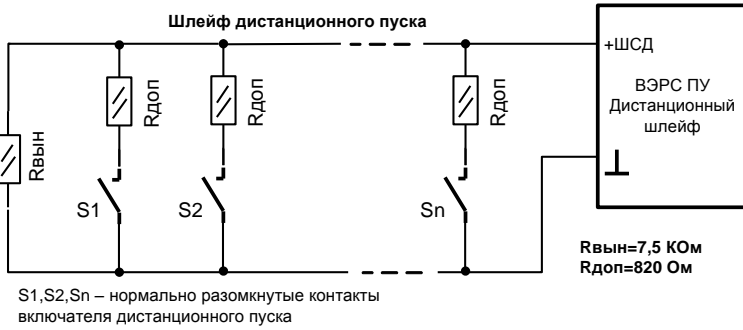 Шлейф дистанционного пуска
+ШСД
ВЭРС ПУ
Дистанционный
шлейф
Rвын
Rдоп
Rдоп
Rдоп
S1
S2
Sn
Rвын=7,5 КОм
Rдоп=820 Ом
S1,S2,Sn – нормально разомкнутые контакты
включателя дистанционного пуска